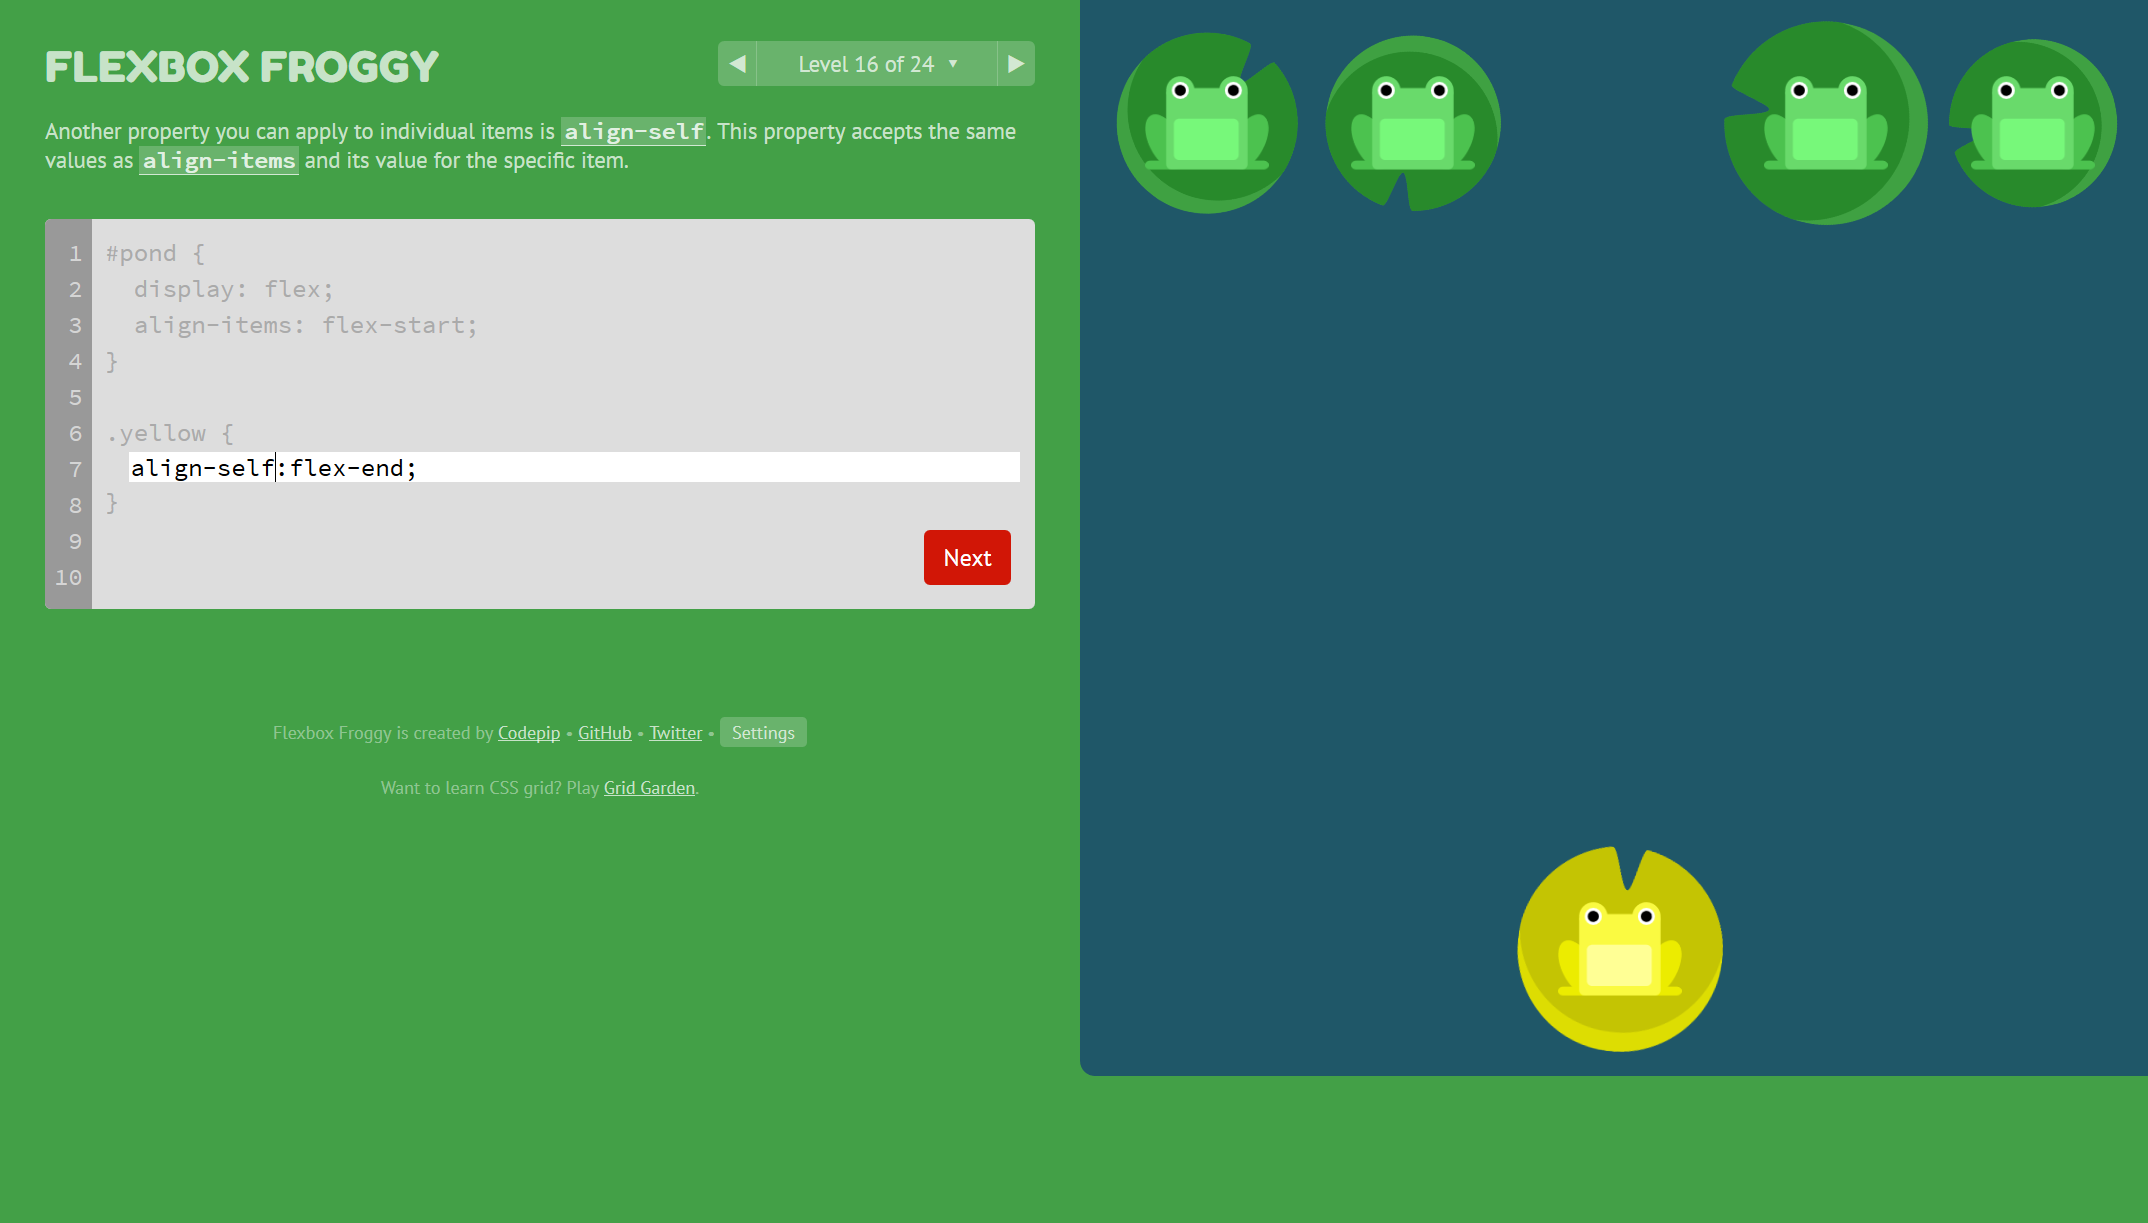 FLEXBOX FROGGY
◀ Level 16 of 24 ▼ ▶
Another property you can apply to individual items is align-self. This property accepts the same
values as align-items and its value for the specific item.
1 #pond {
2 display: flex;
3 align-items: flex-start;
4 }
5
6 .yellow {
7 align-self:flex-end;
8 }
9
10
Next
Flexbox Froggy is created by Codepip • GitHub • Twitter • Settings
Want to learn CSS grid? Play Grid Garden.